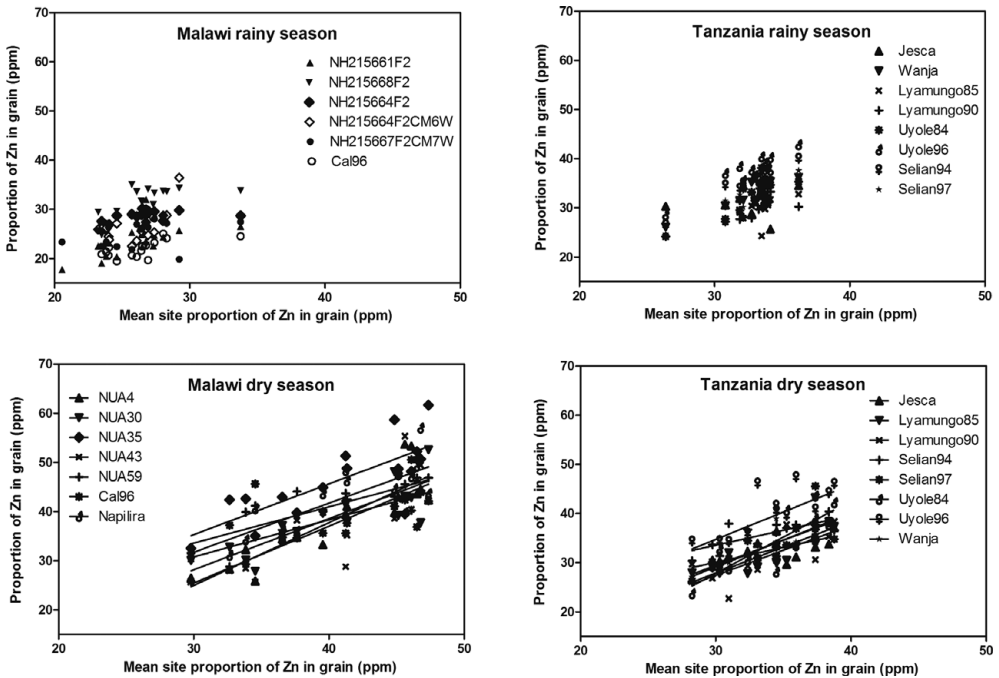 Malawi rainy season
Proportion of Zn in grain (ppm)
70
60
50
40
30
20
NH215661F2
NH215668F2
NH215664F2
NH215664F2CM6W
NH215667F2CM7W
Cal96
20
30
40
50
Mean site proportion of Zn in grain (ppm)
Tanzania rainy season
Proportion of Zn in grain (ppm)
70
60
50
40
30
20
Jesca
Wanja
Lyamungo85
Lyamungo90
Uyole84
Uyole96
Selian94
Selian97
20
30
40
50
Mean site proportion of Zn in grain (ppm)
Malawi dry season
Proportion of Zn in grain (ppm)
70
60
50
40
30
20
NUA4
NUA30
NUA35
NUA43
NUA59
Cal96
Napilira
20
30
40
50
Mean site proportion of Zn in grain (ppm)
Tanzania dry season
Proportion of Zn in grain (ppm)
70
60
50
40
30
20
Jesca
Lyamungo85
Lyamungo90
Selian94
Selian97
Uyole84
Uyole96
Wanja
20
30
40
50
Mean site proportion of Zn in grain (ppm)